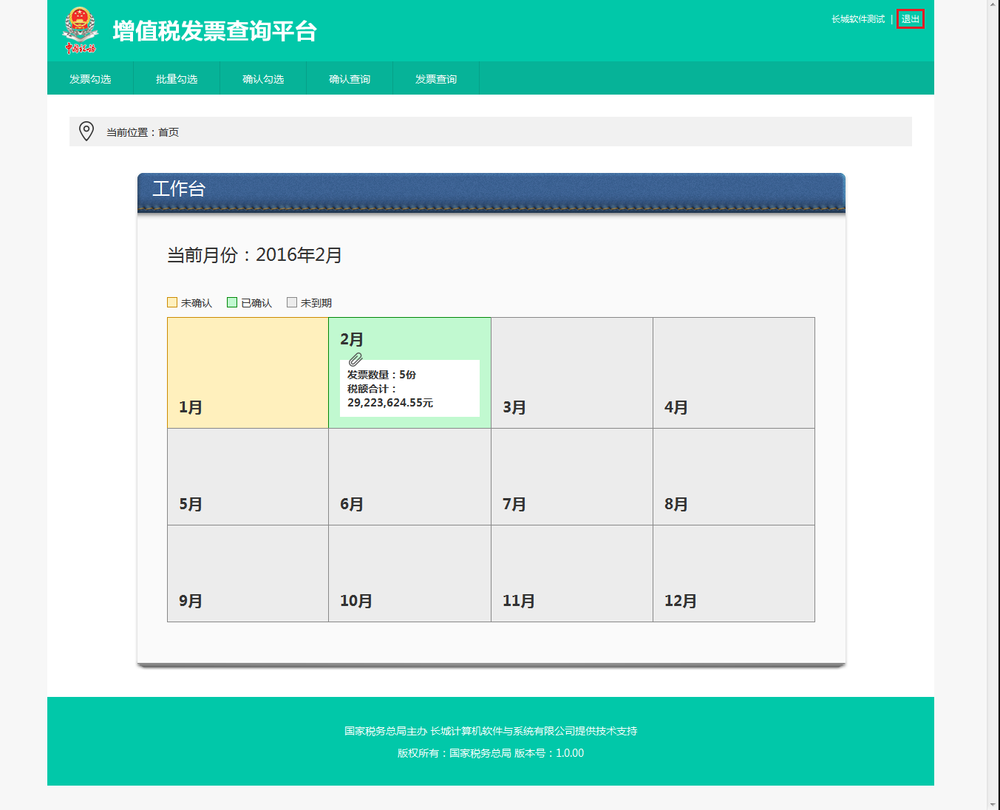 长城软件测试 | 退出
中国税务
增值税发票查询平台
发票勾选 批量勾选 确认勾选 确认查询 发票查询
当前位置：首页
工作台
当前月份：2016年2月
未确认 已确认 未到期
1月
2月
发票数量：5份
税额合计：
29,223,624.55元
3月
4月
5月
6月
7月
8月
9月
10月
11月
12月
国家税务总局主办 长城计算机软件与系统有限公司提供技术支持
版权所有：国家税务总局 版本号：1.0.00